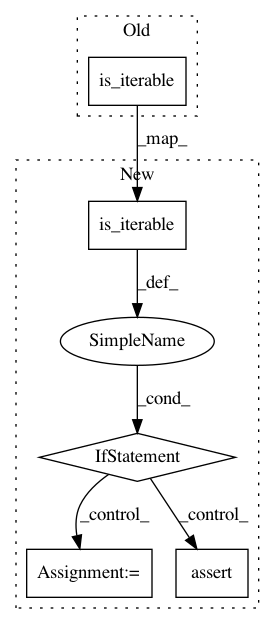 Old
is_iterable
_map_
New
is_iterable
_def_
SimpleName
_cond_
IfStatement
_control_
_control_
Assignment:=
assert